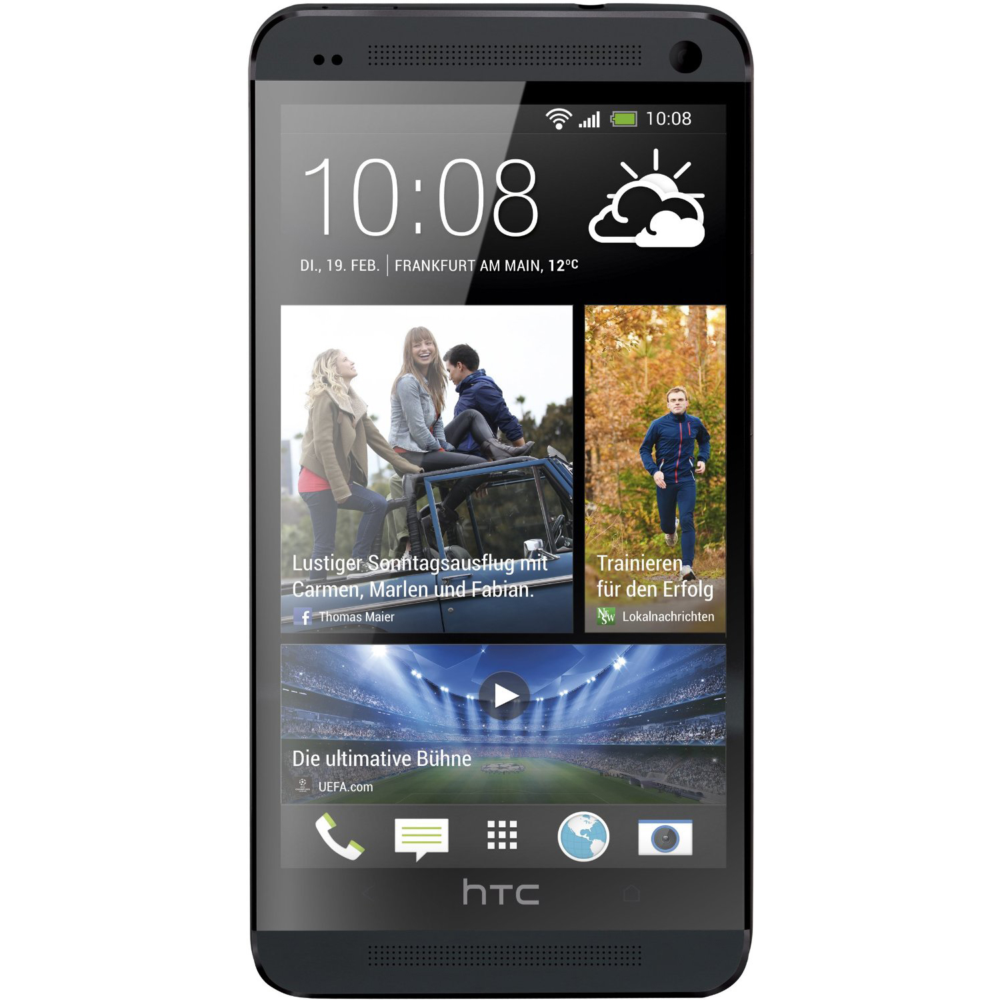 10:08
10:08
DI., 19. FEB. | FRANKFURT AM MAIN, 12°C
Lustiger Sonntagsausflug mit
Carmen, Marlen und Fabian.
Thomas Maier
Trainieren
für den Erfolg
NEWS Lokalnachrichten
Die ultimative Bühne
UEFA.com
hTC